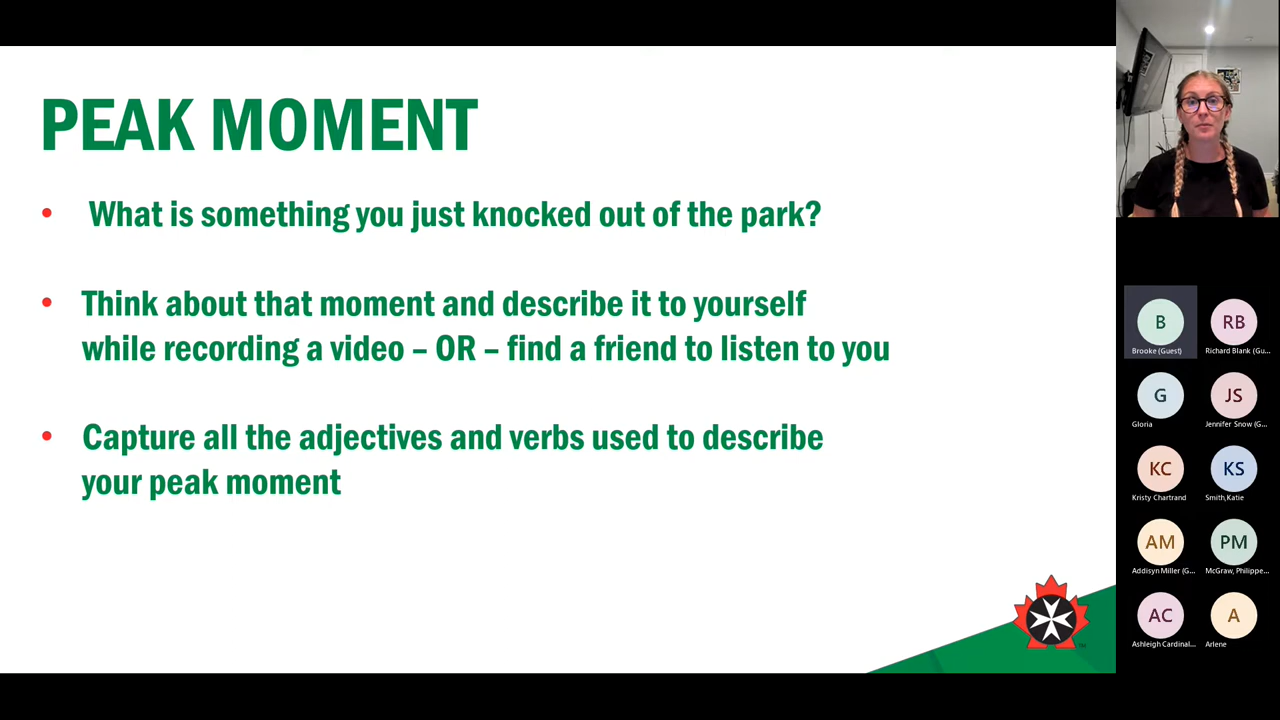 PEAK MOMENT
• What is something you just knocked out of the park?
• Think about that moment and describe it to yourself
while recording a video – OR – find a friend to listen to you
• Capture all the adjectives and verbs used to describe
your peak moment
B
RB
Brooke (Guest)
Richard Blank (Gu...
G
JS
Gloria
Jennifer Snow (G...
KC
KS
Kristy Chartrand
Smith,Katie
AM
PM
Addisyn Miller (G...
McGraw, Philippe...
AC
A
Ashleigh Cardinal...
Arlene